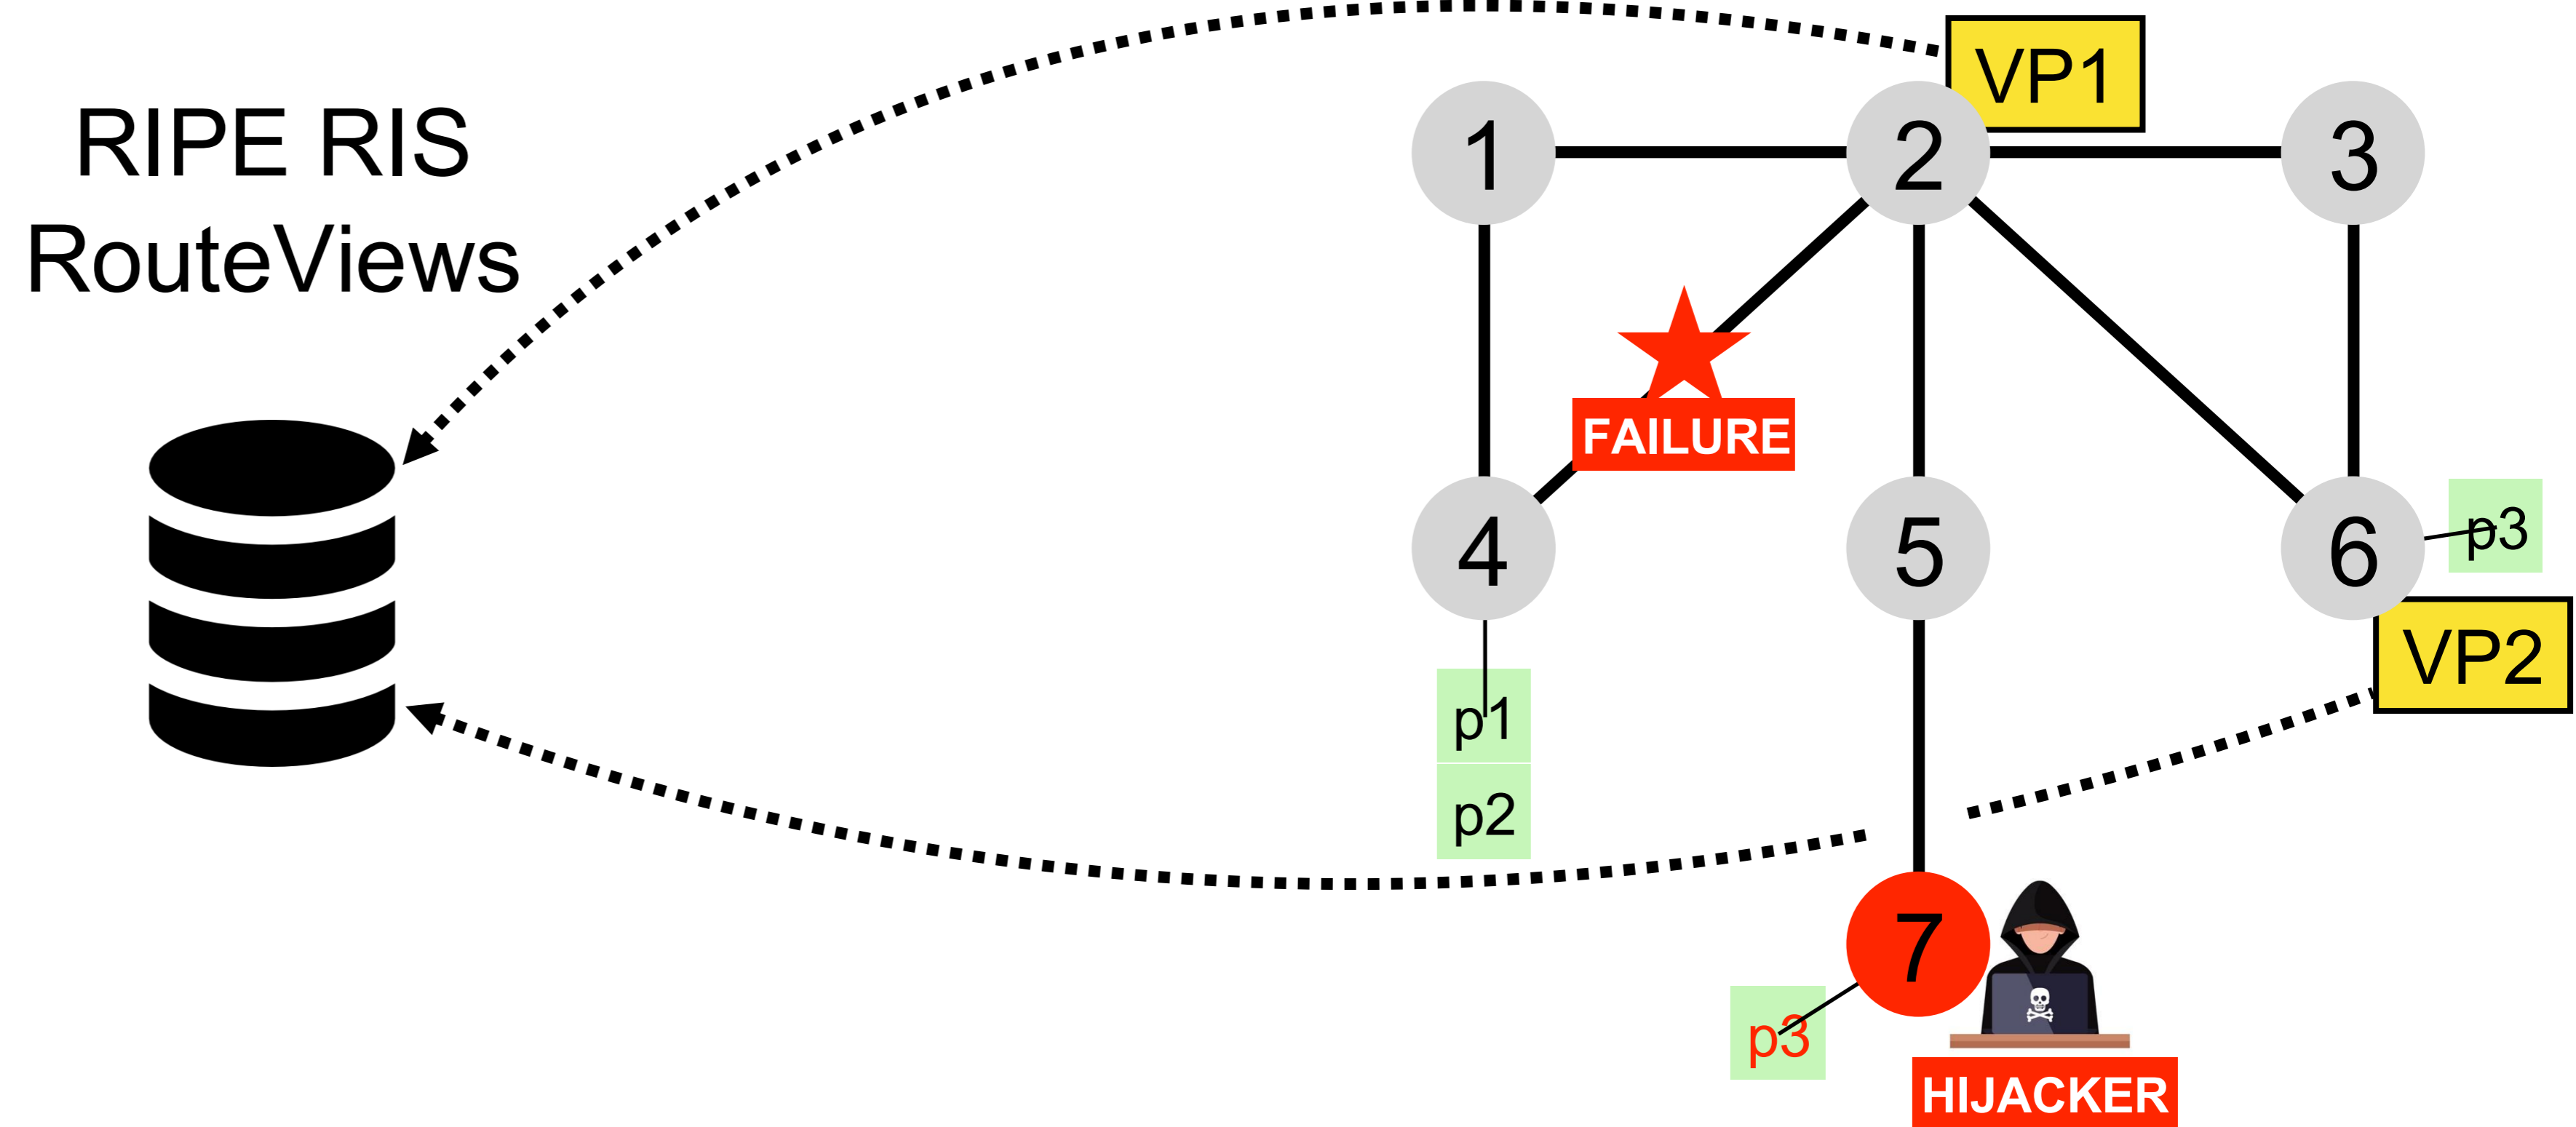 VP1
RIPE RIS
RouteViews
1
2
3
FAILURE
4
5
6
p3
VP2
p1
p2
7
p3
HIJACKER